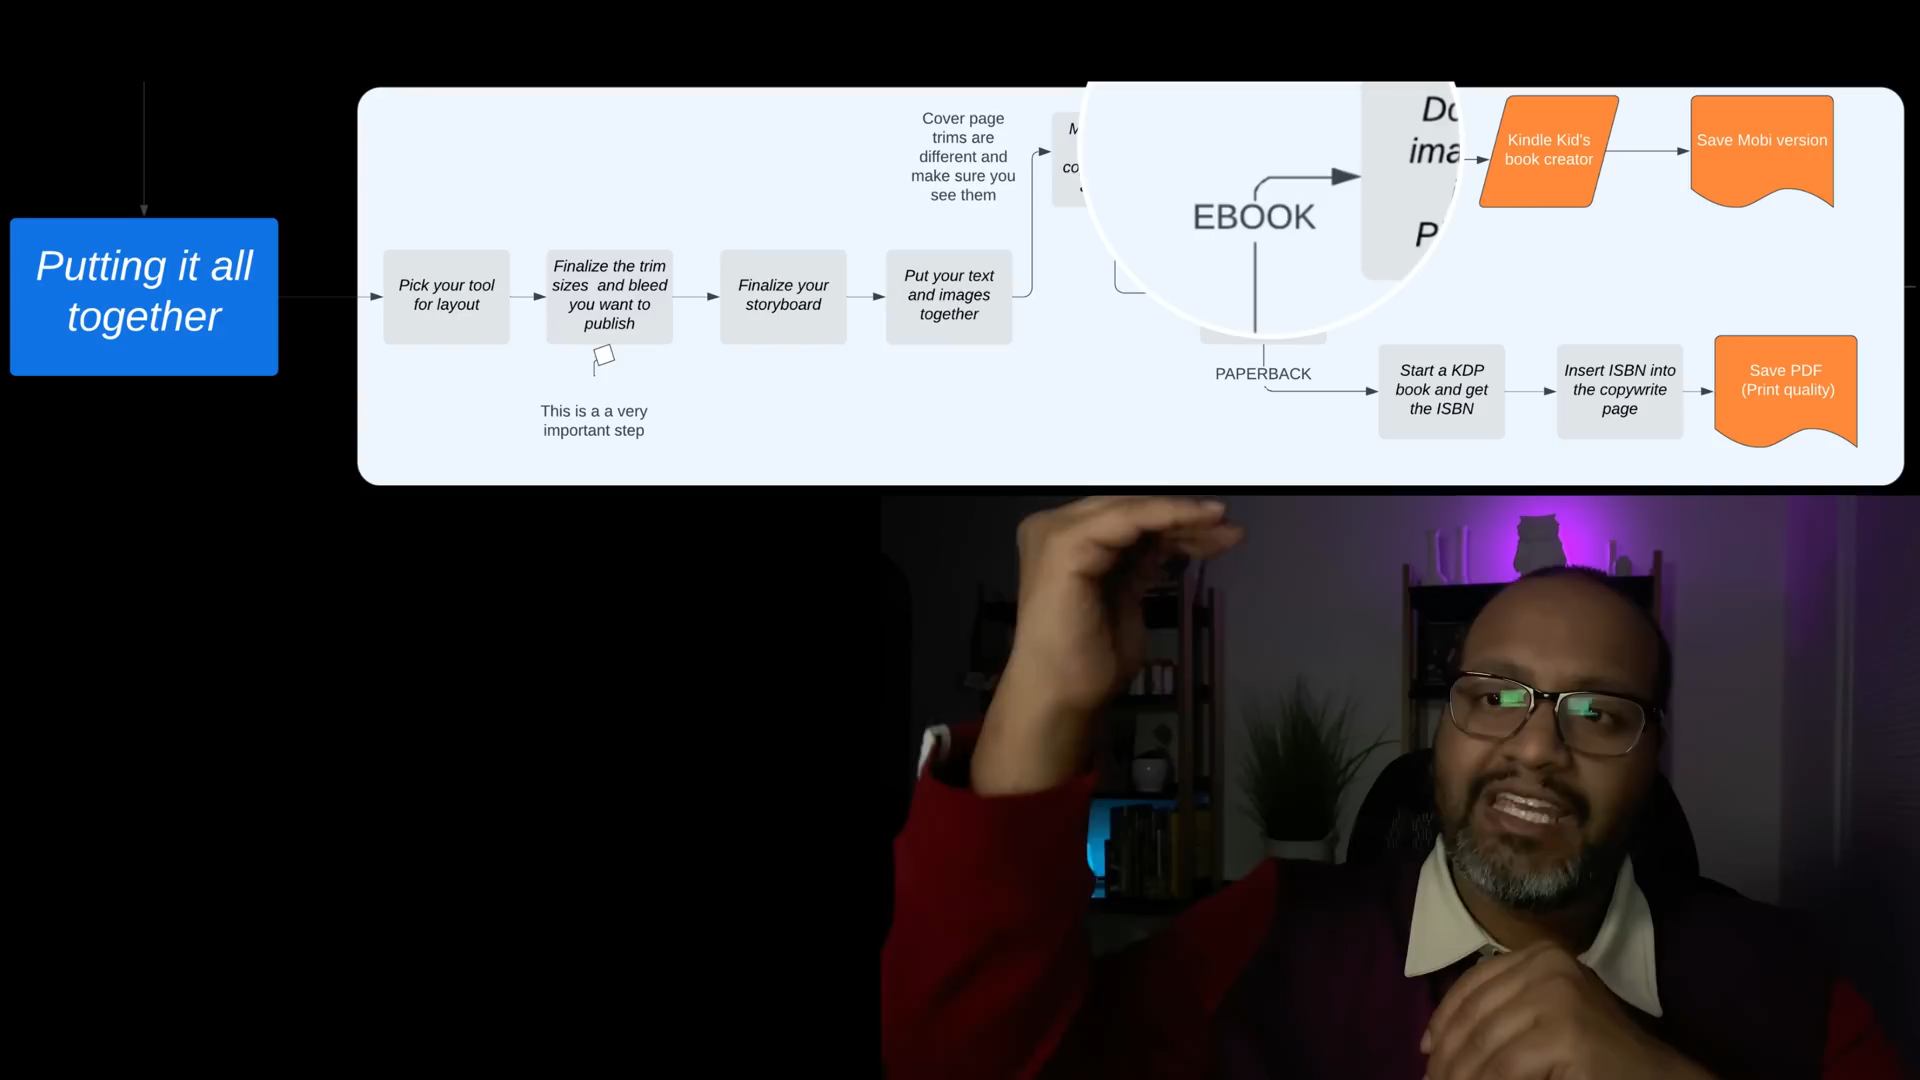 Putting it all
together
Pick your tool
for layout
Finalize the trim
sizes  and bleed
you want to
publish
This is a a very
important step
Finalize your
storyboard
Put your text
and images
together
Cover page
trims are
different and
make sure you
see them
EBOOK
Kindle Kid's
book creator
Save Mobi version
PAPERBACK
Start a KDP
book and get
the ISBN
Insert ISBN into
the copywrite
page
Save PDF
(Print quality)